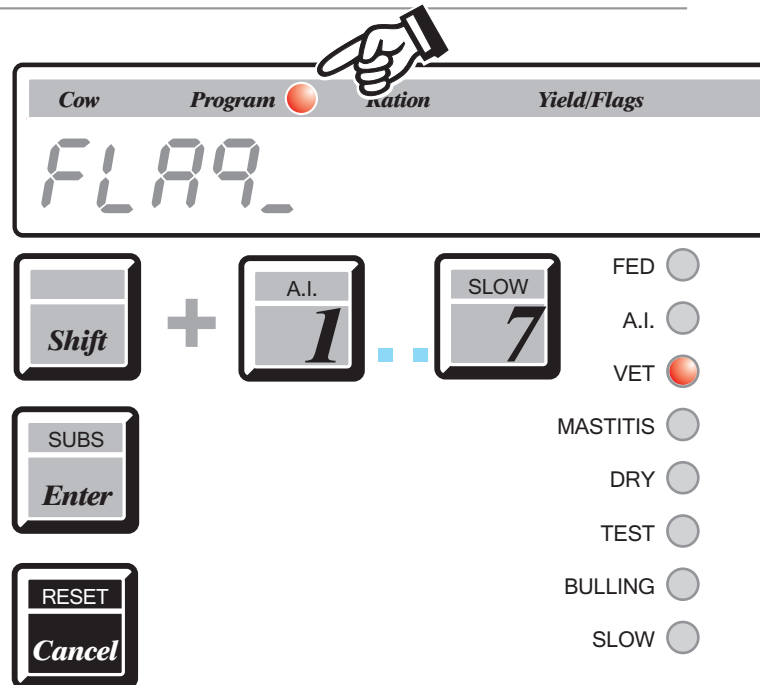 Cow Program Ration Yield/Flags
FLAg_
Shift + A.I. 1 .. SLOW 7
SUBS
Enter
RESET
Cancel
FED
A.I.
VET
MASTITIS
DRY
TEST
BULLING
SLOW